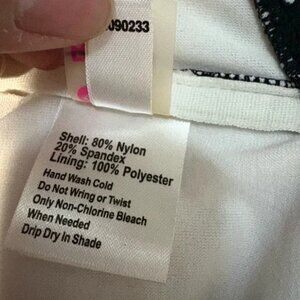 090233
Shell: 80% Nylon
20% Spandex
Lining: 100% Polyester
Hand Wash Cold
Do Not Wring or Twist
Only Non-Chlorine Bleach
When Needed
Drip Dry In Shade